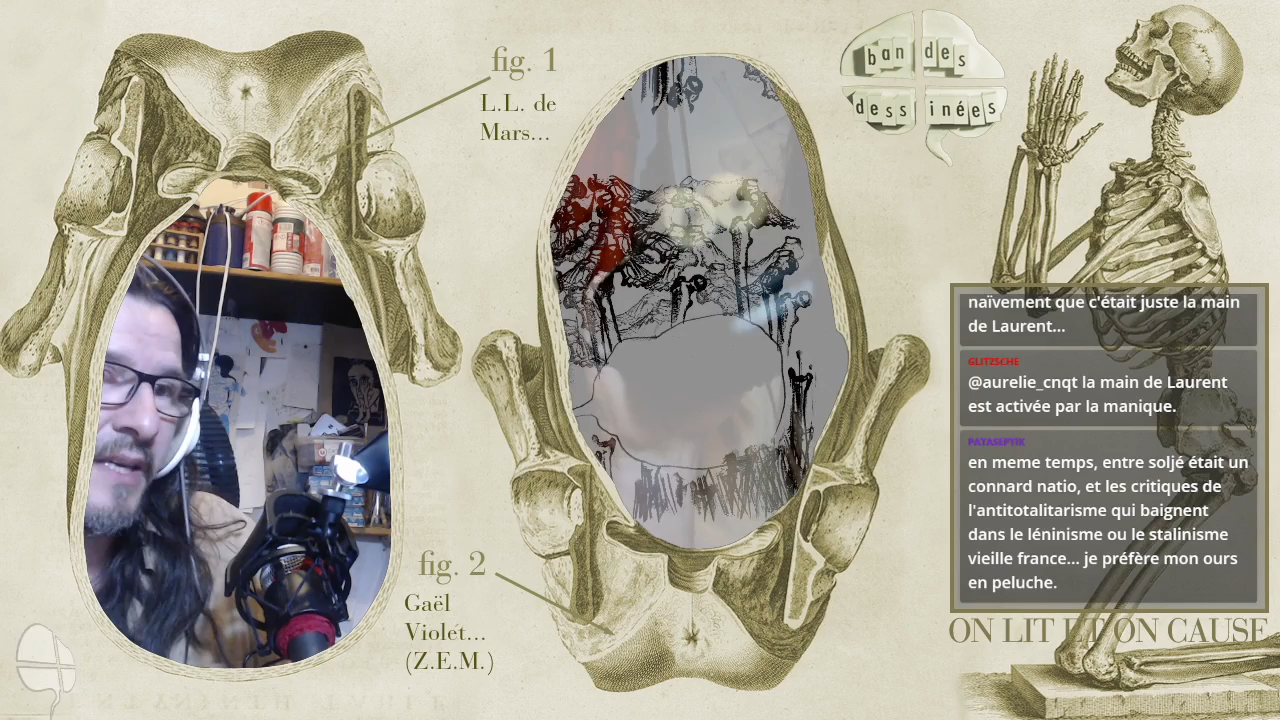 fig. 1
L.L. de
Mars...
ban des
dess inées
naïvement que c'était juste la main
de Laurent...
GLITZSCHE
@aurelie_cnqt la main de Laurent
est activée par la manique.
PATASEPTIK
en meme temps, entre soljé était un
connard natio, et les critiques de
l'antitotalitarisme qui baignent
dans le léninisme ou le stalinisme
vieille france... je préfère mon ours
en peluche.
fig. 2
Gaël
Violét...
(Z.E.M.)
ON LIT ET ON CAUSE